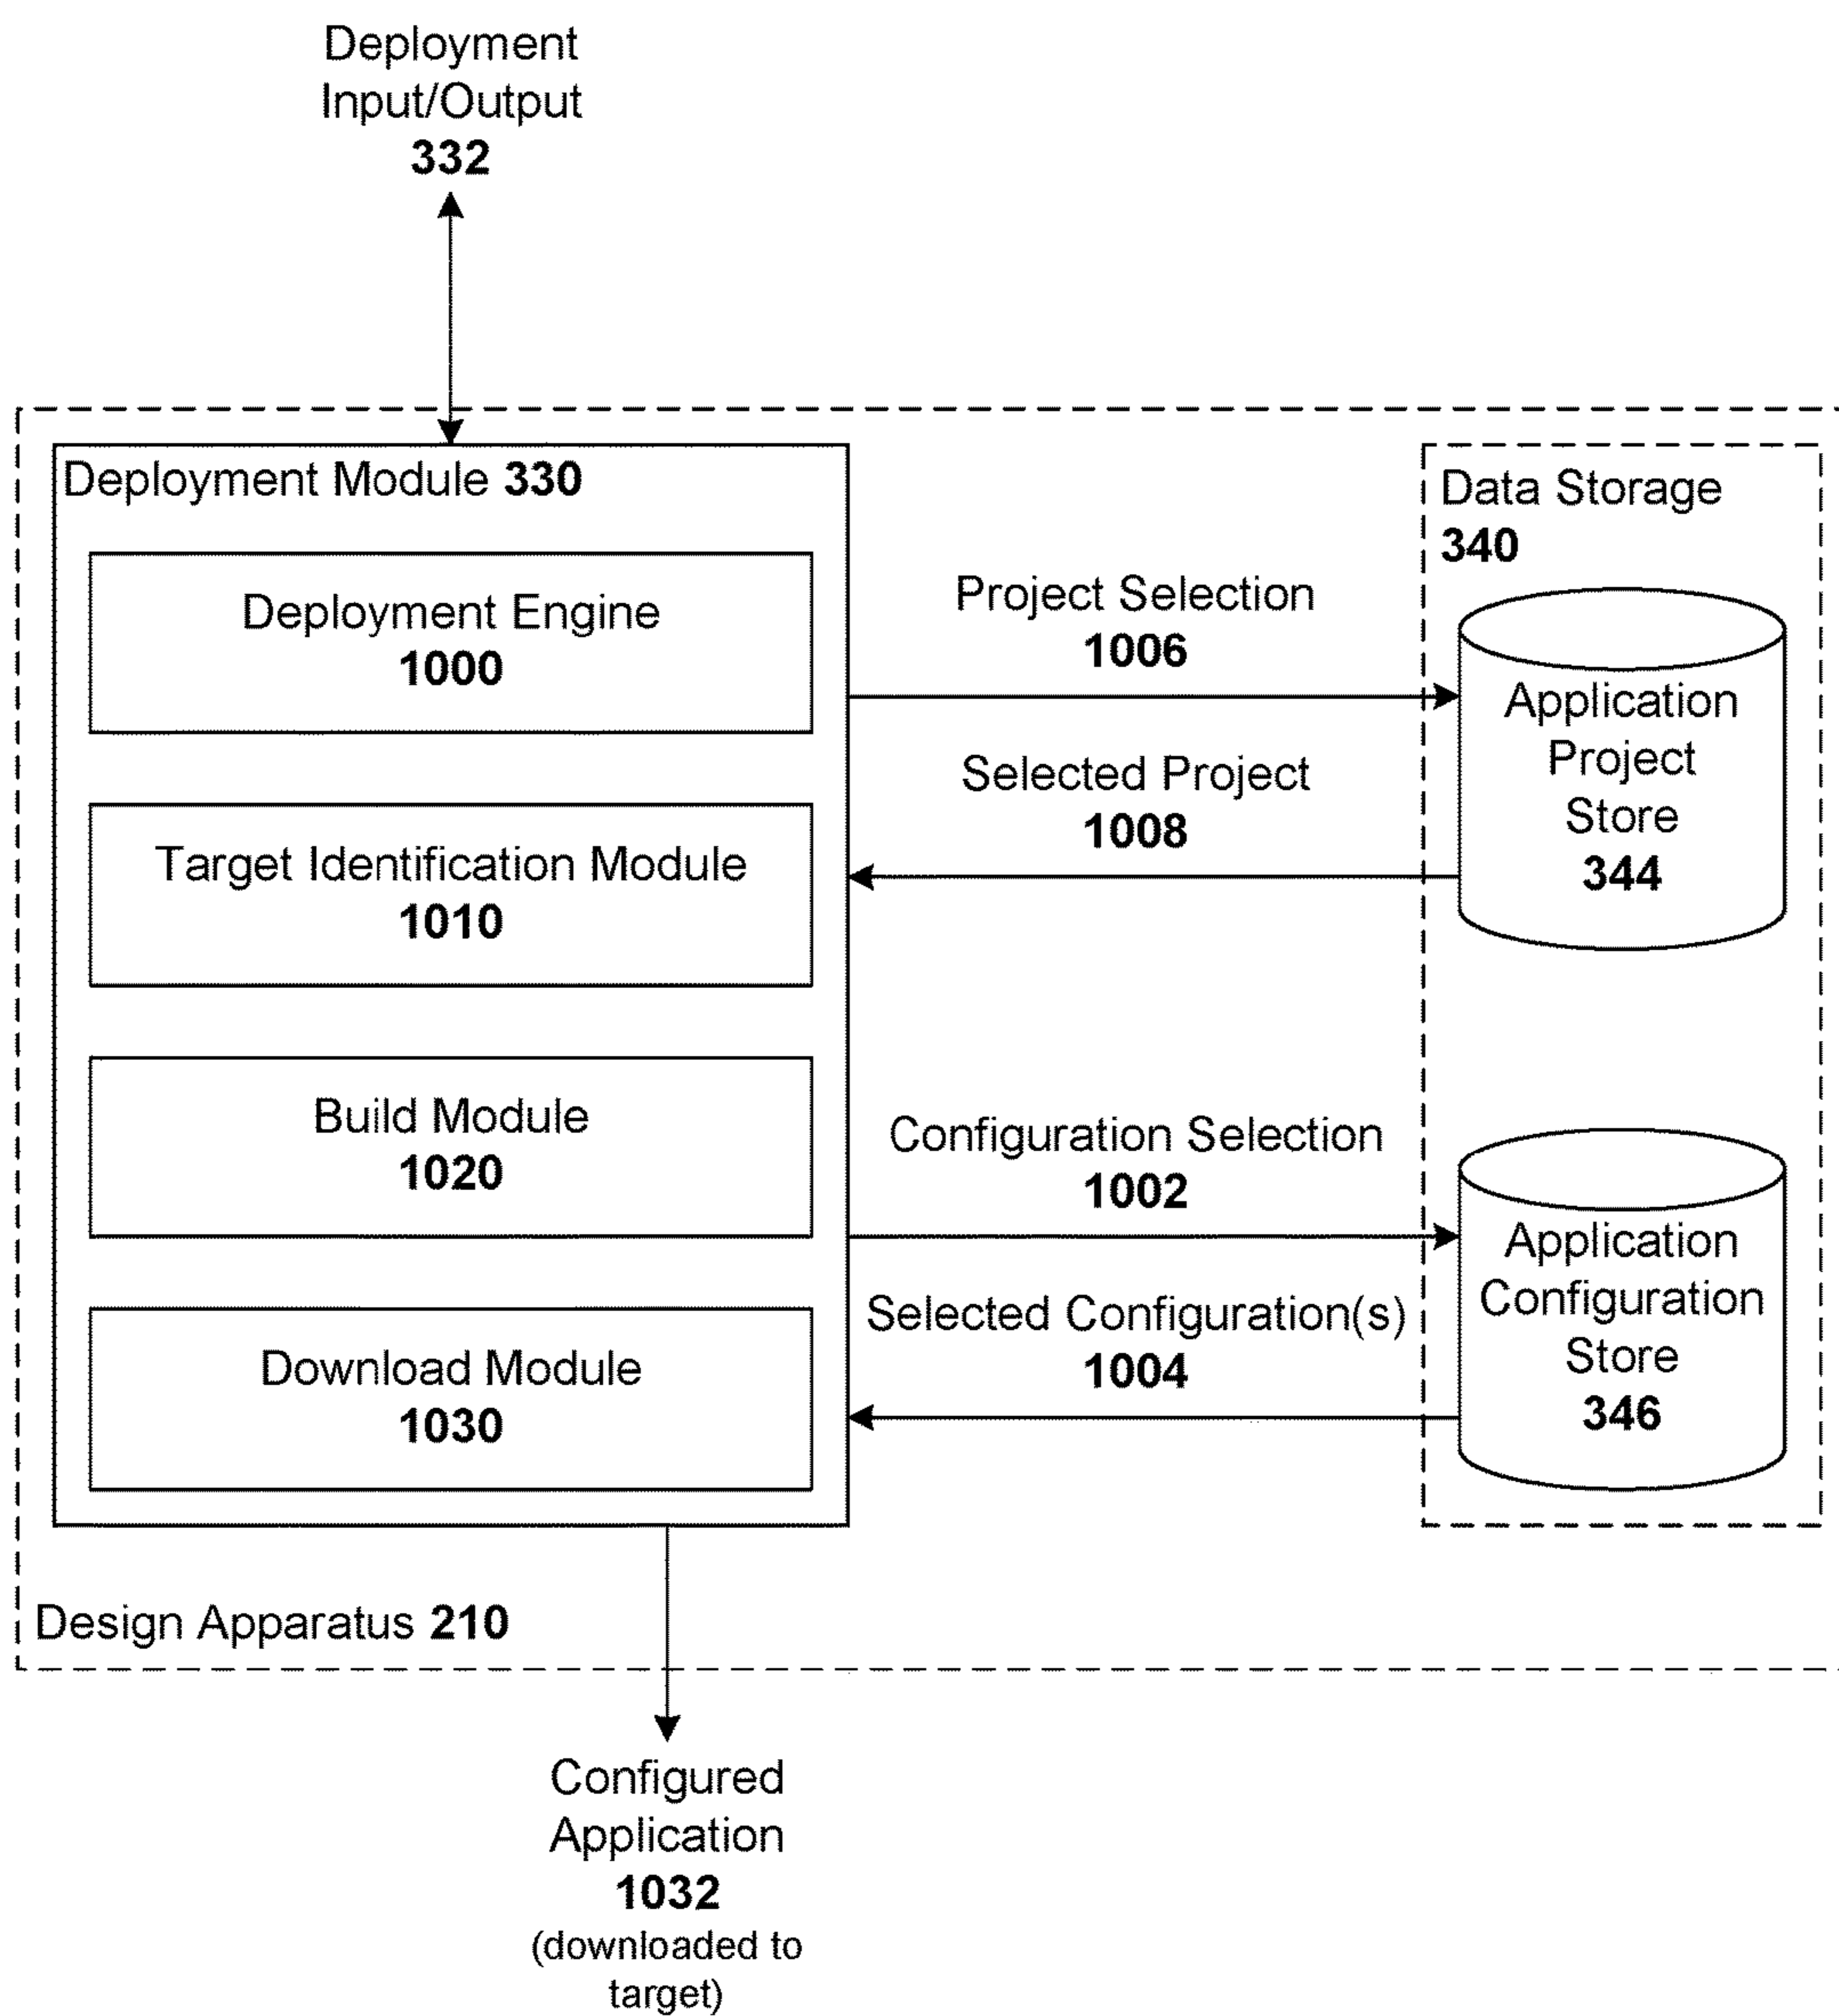 Deployment
Input/Output
332
Deployment Module 330
Deployment Engine
1000
Target Identification Module
1010
Build Module
1020
Download Module
1030
Project Selection
1006
Selected Project
1008
Configuration Selection
1002
Selected Configuration(s)
1004
Data Storage
340
Application
Project
Store
344
Application
Configuration
Store
346
Design Apparatus 210
Configured
Application
1032
(downloaded to
target)